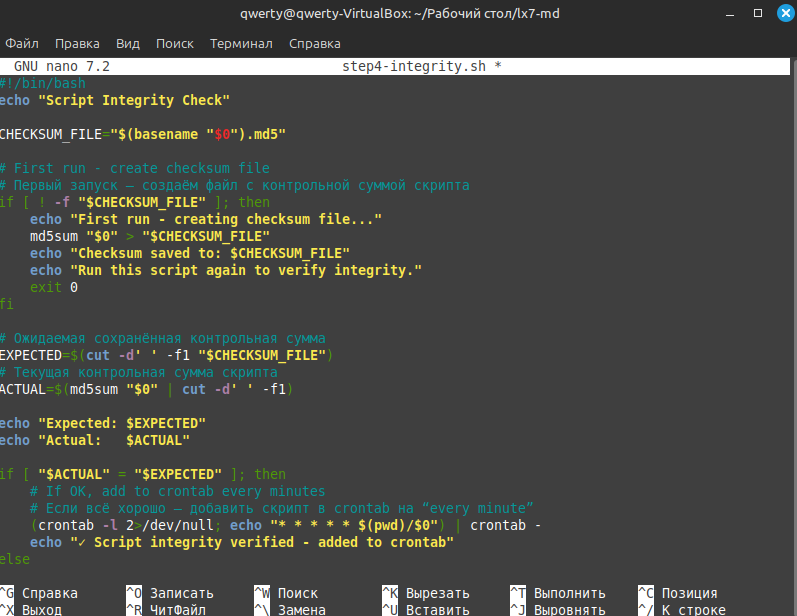 qwerty@qwerty-VirtualBox: ~/Рабочий стол/lx7-md
Файл Правка Вид Поиск Терминал Справка
GNU nano 7.2 step4-integrity.sh *
#!/bin/bash
echo "Script Integrity Check"
CHECKSUM_FILE="$(basename "$0").md5"
# First run - create checksum file
# Первый запуск — создаём файл с контрольной суммой скрипта
if [ ! -f "$CHECKSUM_FILE" ]; then
    echo "First run - creating checksum file..."
    md5sum "$0" > "$CHECKSUM_FILE"
    echo "Checksum saved to: $CHECKSUM_FILE"
    echo "Run this script again to verify integrity."
    exit 0
fi
# Ожидаемая сохранённая контрольная сумма
EXPECTED=$(cut -d' ' -f1 "$CHECKSUM_FILE")
# Текущая контрольная сумма скрипта
ACTUAL=$(md5sum "$0" | cut -d' ' -f1)
echo "Expected: $EXPECTED"
echo "Actual:   $ACTUAL"
if [ "$ACTUAL" = "$EXPECTED" ]; then
    # If OK, add to crontab every minutes
    # Если всё хорошо — добавить скрипт в crontab на “every minute”
    (crontab -l 2>/dev/null; echo "* * * * * $(pwd)/$0") | crontab -
    echo "✓ Script integrity verified - added to crontab"
else
^G Справка ^O Записать ^W Поиск ^K Вырезать ^T Выполнить ^C Позиция
^X Выход ^R ЧитФайл ^\ Замена ^U Вставить ^J Выровнять ^/ К строке